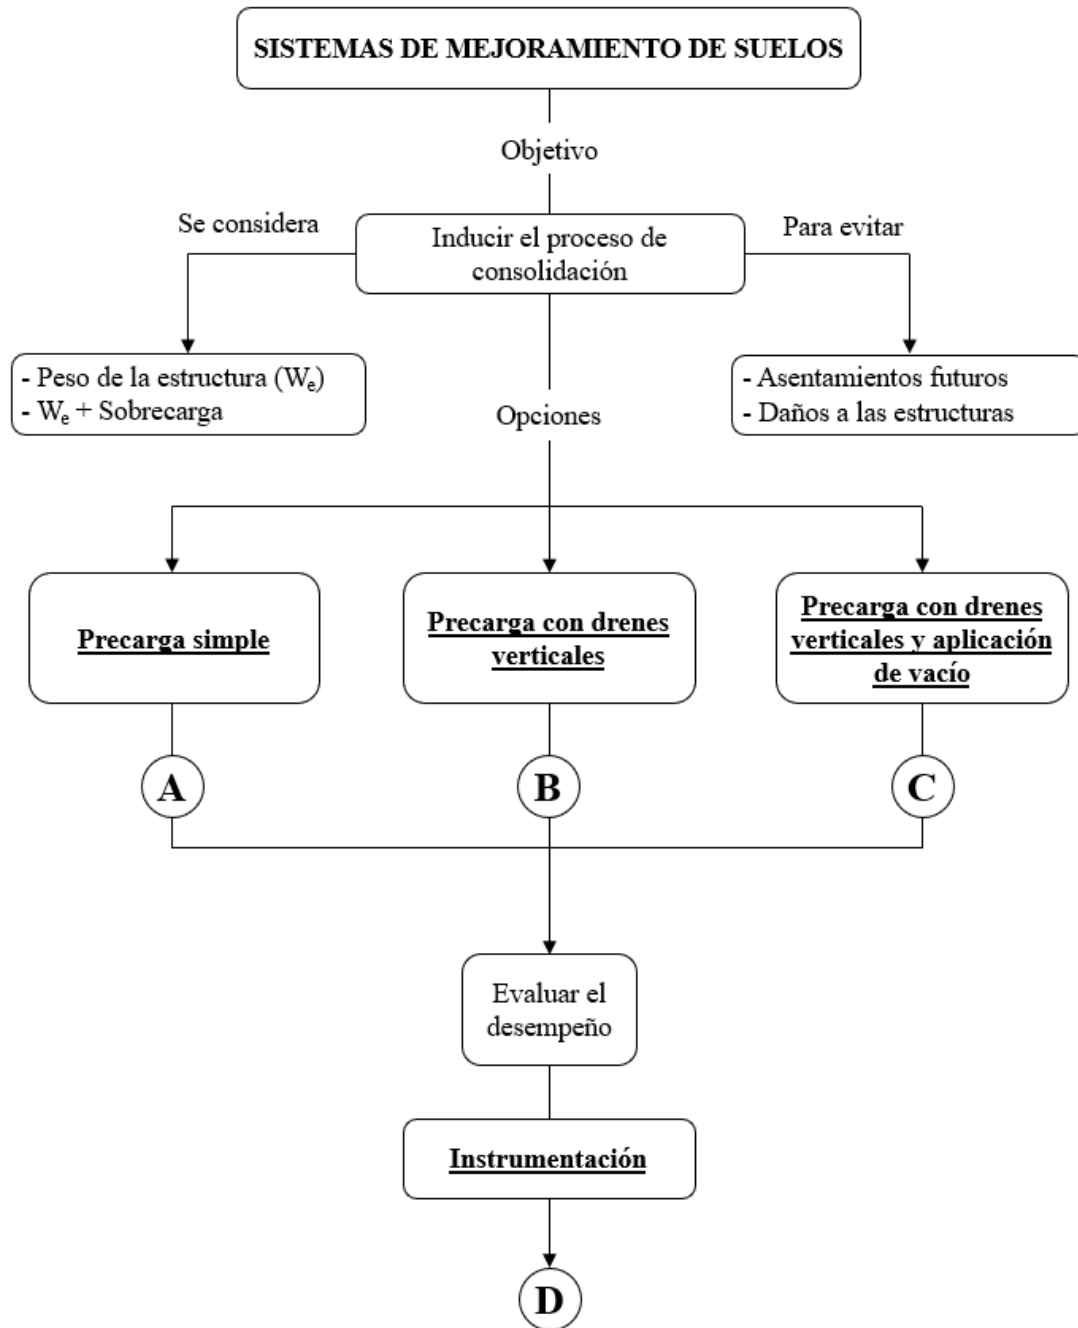 SISTEMAS DE MEJORAMIENTO DE SUELOS
Objetivo
Se considera
Inducir el proceso de
consolidación
Para evitar
- Peso de la estructura (We)
- We + Sobrecarga
- Asentamientos futuros
- Daños a las estructuras
Opciones
Precarga simple
Precarga con drenes
verticales
Precarga con drenes
verticales y aplicación
de vacío
A
B
C
Evaluar el
desempeño
Instrumentación
D